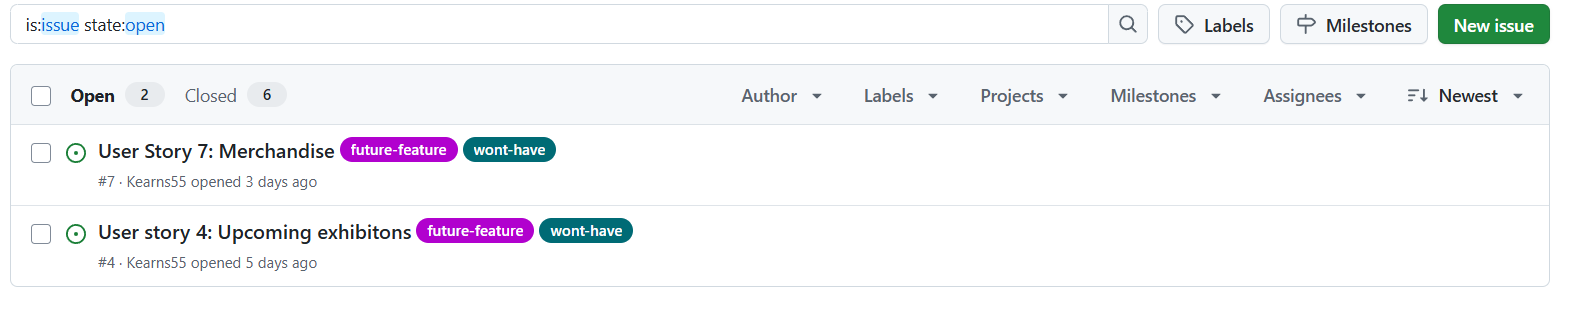 is:issue state:open
Labels
Milestones
New issue
Open 2 Closed 6
Author Labels Projects Milestones Assignees Newest
User Story 7: Merchandise future-feature wont-have
#7 · Kearns55 opened 3 days ago
User story 4: Upcoming exhibitons future-feature wont-have
#4 · Kearns55 opened 5 days ago